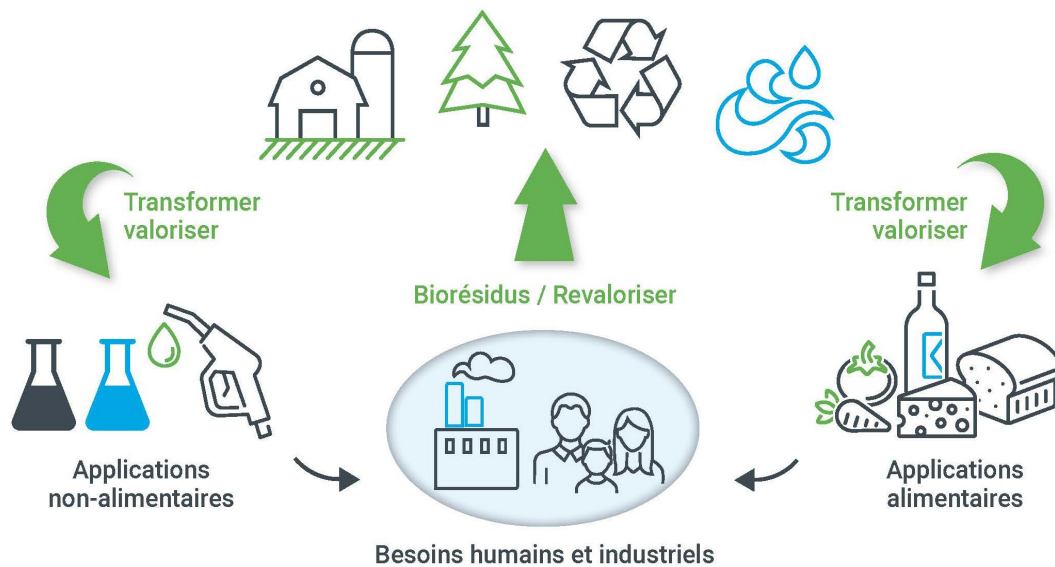 Transformer
valoriser
Transformer
valoriser
Biorésidus / Revaloriser
Applications
non-alimentaires
Applications
alimentaires
Besoins humains et industriels